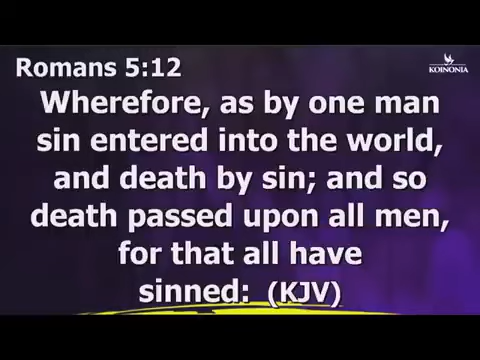 Romans 5:12
KOINONIA
Wherefore, as by one man
sin entered into the world,
and death by sin; and so
death passed upon all men,
for that all have
sinned: (KJV)